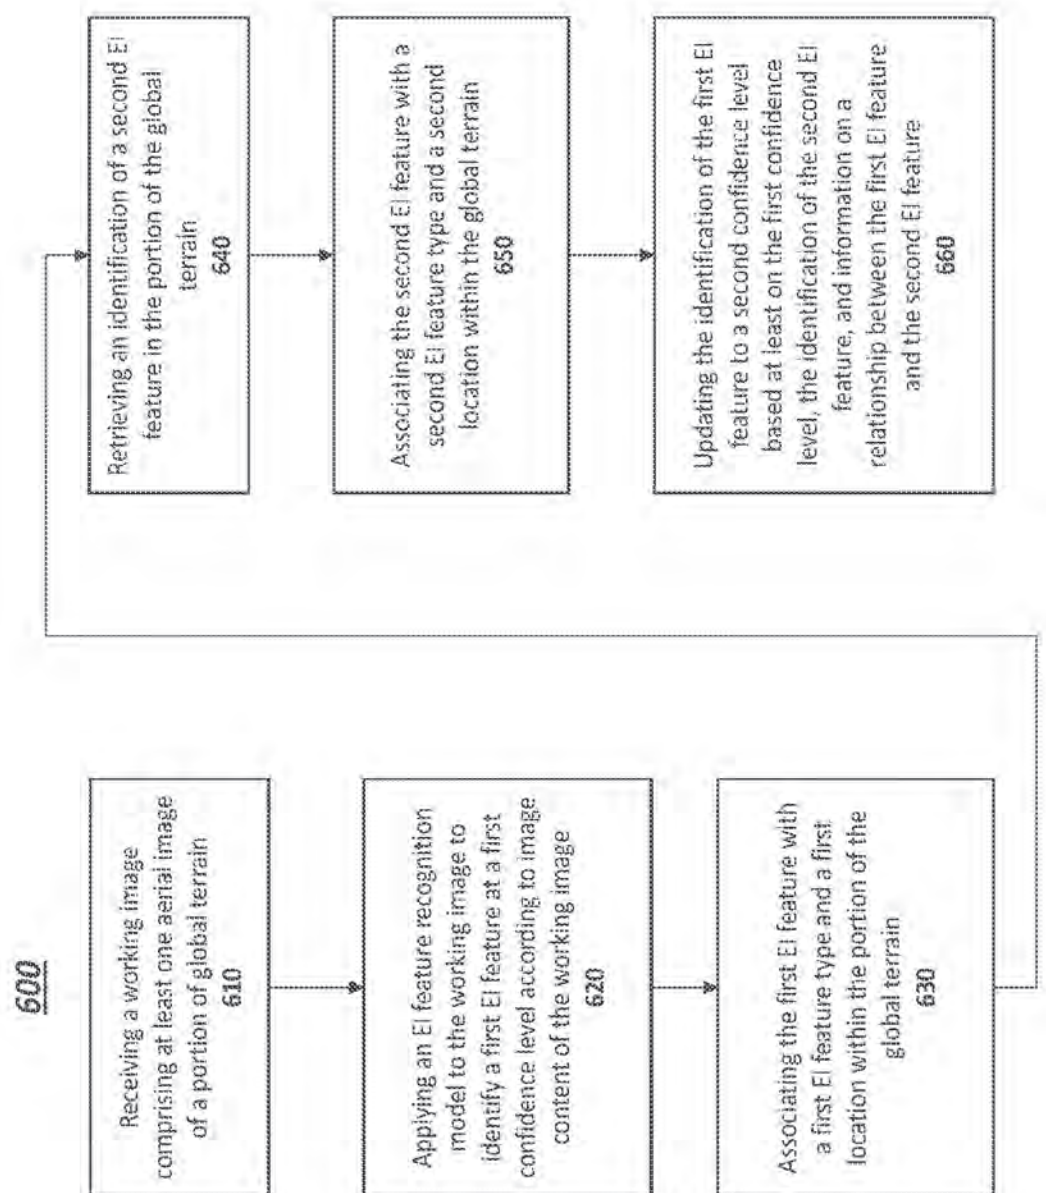 600
Receiving a working image
comprising at least one aerial image
of a portion of global terrain
610
Applying an EI feature recognition
model to the working image to
identify a first EI feature at a first
confidence level according to image
content of the working image
620
Associating the first EI feature with
a first EI feature type and a first
location within the portion of the
global terrain
630
Retrieving an identification of a second EI
feature in the portion of the global
terrain
640
Associating the second EI feature with a
second EI feature type and a second
location within the global terrain
650
Updating the identification of the first EI
feature to a second confidence level
based at least on the first confidence
level, the identification of the second EI
feature, and information on a
relationship between the first EI feature
and the second EI feature
660